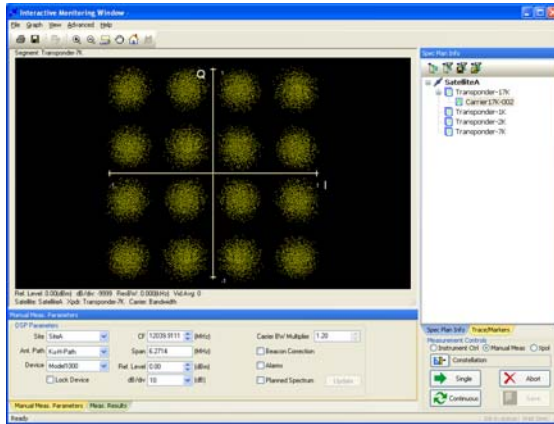 Interactive Monitoring Window -
File Graph View Advanced Help
Segment: Transponder-7K
Q
I
Ref. Level: 0.00(dBm) dB/div: -9999 ResBW: 0.000(kHz) Vid.Avg: 0
Satellite: SatelliteA Xpdr: Transponder-7K Carrier: Bandwidth
Spec Plan Info
SatelliteA
Transponder-17K
Carrier17K-002
Transponder-1K
Transponder-2K
Transponder-7K
Manual Meas. Parameters
DSP Parameters
Site SiteA CF 12039.9111 (MHz) Carrier BW Multiplier 1.20
Ant. Path Ku-H-Path Span 6.2714 (MHz) Beacon Correction
Device Model1000 Ref. Level 0.00 (dBm) Alarms
Lock Device dB/div 10 (dB) Planned Spectrum Update
Manual Meas. Parameters Meas. Results
Spec Plan Info Trace/Markers
Measurement Controls
Instrument Ctrl Manual Meas Xpol
Constellation
Single Abort
Continuous Save
Ready